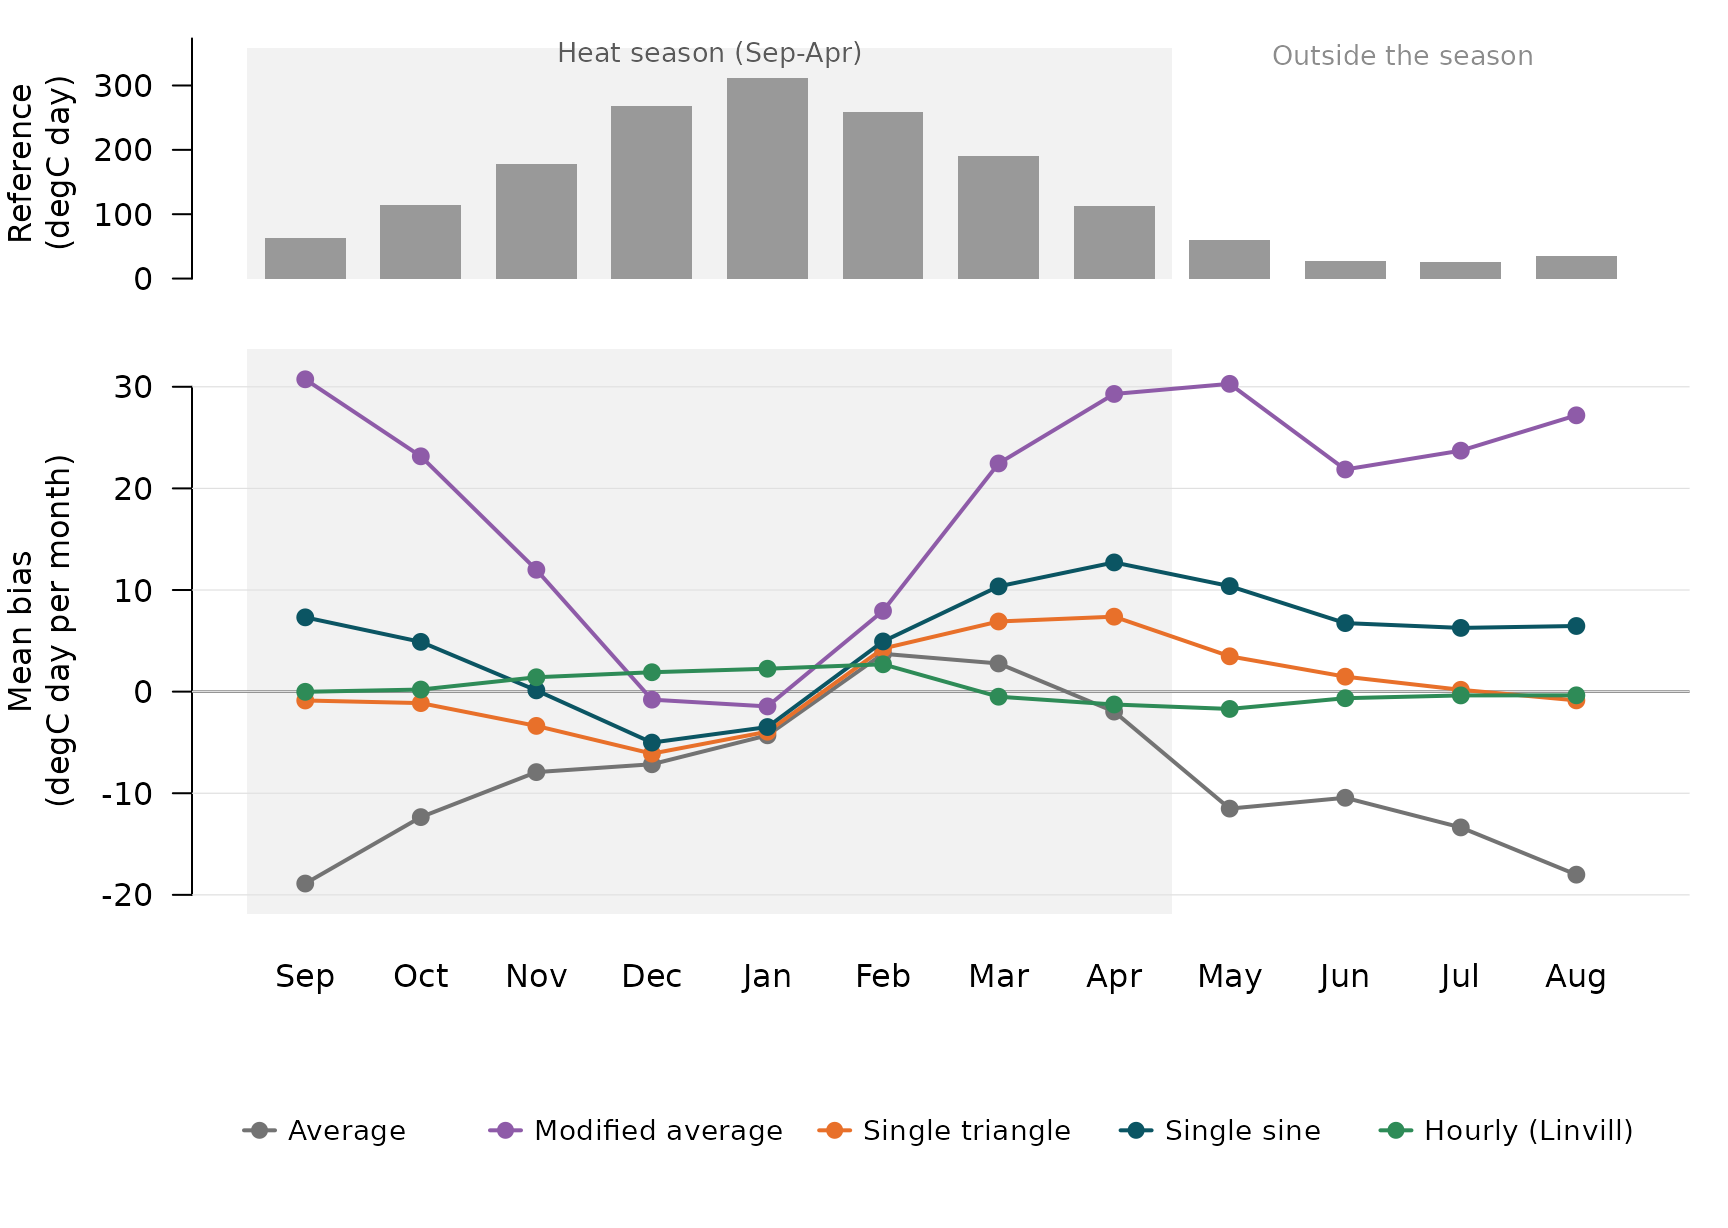 Heat season (Sep-Apr)
Outside the season
Reference
(degC day)
300
200
100
0
Mean bias
(degC day per month)
30
20
10
0
-10
-20
Sep Oct Nov Dec Jan Feb Mar Apr May Jun Jul Aug
Average Modified average Single triangle Single sine Hourly (Linvill)